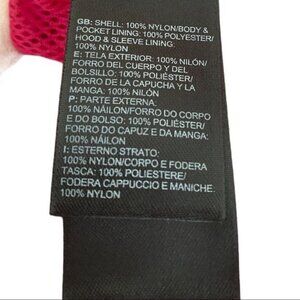 GB: SHELL: 100% NYLON/BODY &
POCKET LINING: 100% POLYESTER/
HOOD & SLEEVE LINING:
100% NYLON
E: TELA EXTERIOR: 100% NILÓN/
FORRO DEL CUERPO Y DEL
BOLSILLO: 100% POLIÉSTER/
FORRO DE LA CAPUCHA Y LA
MANGA: 100% NILÓN
P: PARTE EXTERNA:
100% NÁILON/FORRO DO CORPO
E DO BOLSO: 100% POLIÉSTER/
FORRO DO CAPUZ E DA MANGA:
100% NÁILON
I: ESTERNO STRATO:
100% NYLON/CORPO E FODERA
TASCA: 100% POLIESTERE/
FODERA CAPPUCCIO E MANICHE:
100% NYLON